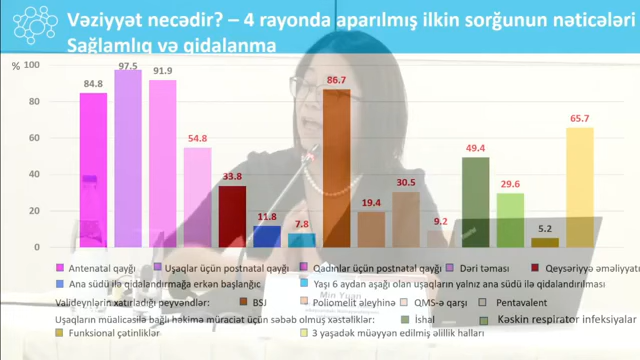 Vəziyyət necədir? – 4 rayonda aparılmış ilkin sorğunun nəticələri
Sağlamlıq və qidalanma
%
100
80
60
40
20
0
84.8
97.5
91.9
54.8
33.8
11.8
7.8
86.7
19.4
30.5
9.2
49.4
29.6
5.2
65.7
Antenatal qayğı Uşaqlar üçün postnatal qayğı Qadınlar üçün postnatal qayğı Dəri təması Qeysəriyyə əməliyyatı
Ana südü ilə qidalandırmağa erkən başlanğıc Yaşı 6 aydan aşağı olan uşaqların yalnız ana südü ilə qidalandırılması
Valideynlərin xatırladığı peyvəndlər: BSJ Poliomelit əleyhinə QMS-ə qarşı Pentavalent
Uşaqların müalicəsilə bağlı həkimə müraciət üçün səbəb olmuş xəstəliklər: İshal Kəskin respirator infeksiyalar
Funksional çətinliklər 3 yaşadək müəyyən edilmiş əlillik halları
Min Yuan